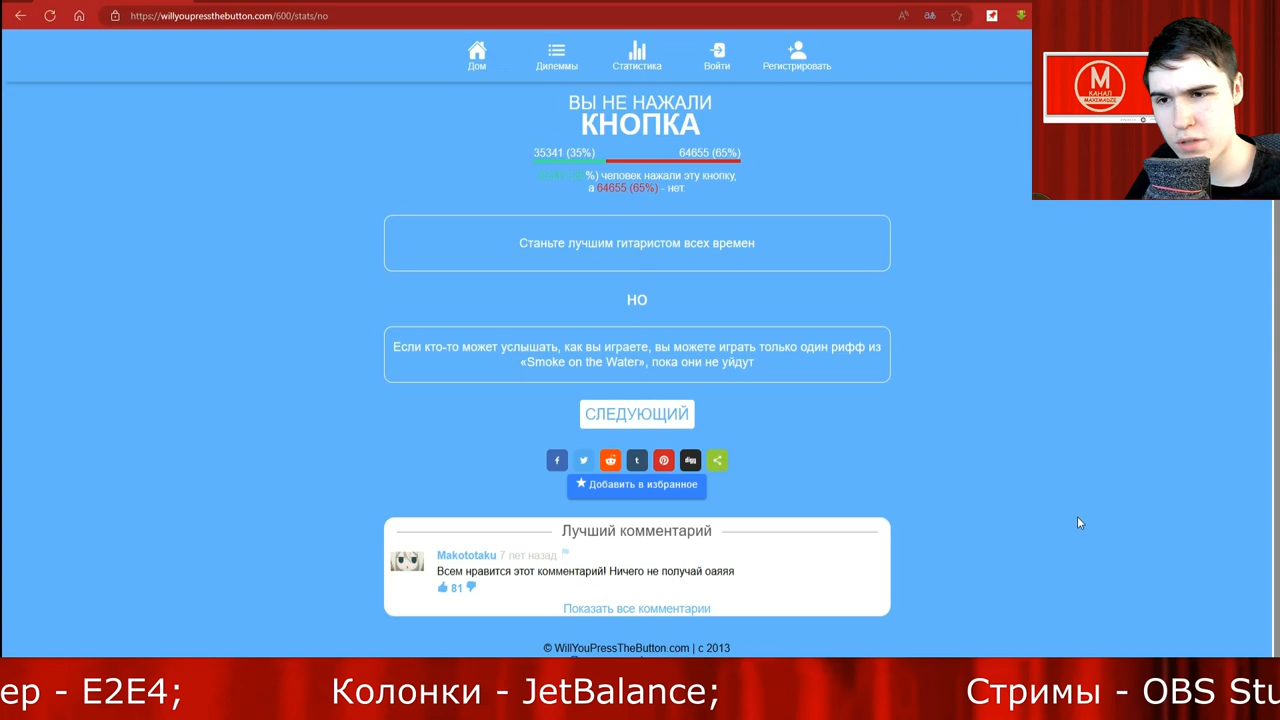 https://willyoupressthebutton.com/600/stats/no
Дом
Дилеммы
Статистика
Войти
Регистрировать
М
КАНАЛ
MAXIMADZE
ВЫ НЕ НАЖАЛИ
КНОПКА
35341 (35%) 64655 (65%)
%) человек нажали эту кнопку,
а 64655 (65%) - нет.
Станьте лучшим гитаристом всех времен
НО
Если кто-то может услышать, как вы играете, вы можете играть только один рифф из
«Smoke on the Water», пока они не уйдут
СЛЕДУЮЩИЙ
digg
Добавить в избранное
Лучший комментарий
Makototaku 7 лет назад
Всем нравится этот комментарий! Ничего не получай оаяяя
81
Показать все комментарии
© WillYouPressTheButton.com | с 2013
ер - E2E4; Колонки - JetBalance; Стримы - OBS Stu